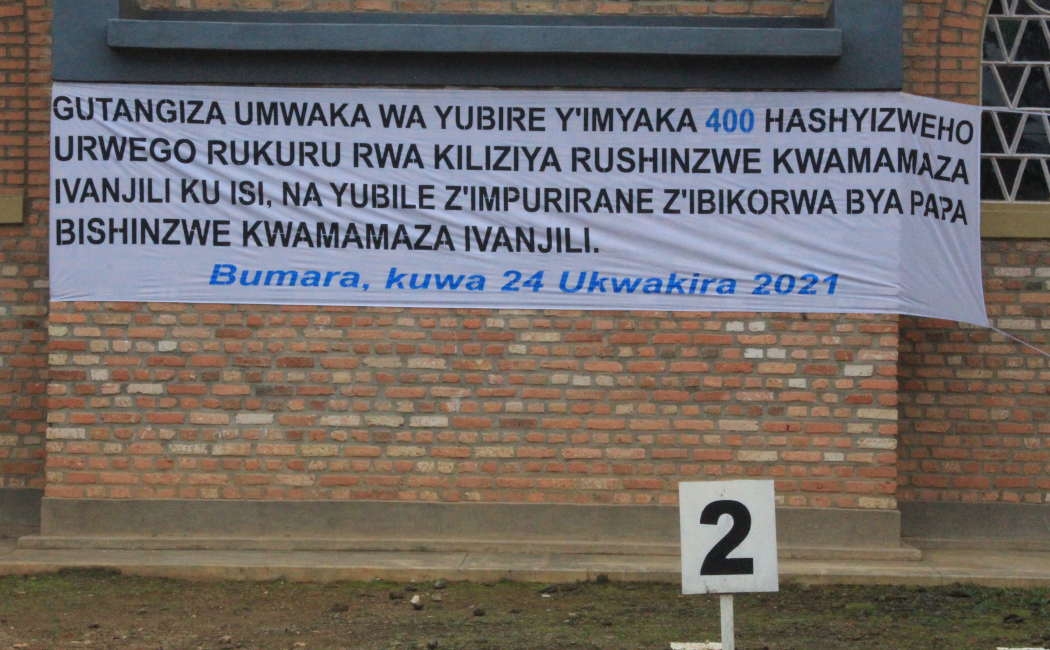 GUTANGIZA UMWAKA WA YUBIRE Y'IMYAKA 400 HASHYIZWEHO
URWEGO RUKURU RWA KILIZIYA RUSHINZWE KWAMAMAZA
IVANJILI KU ISI, NA YUBILE Z'IMPURIRANE Z'IBIKORWA BYA PAPA
BISHINZWE KWAMAMAZA IVANJILI.
Bumara, kuwa 24 Ukwakira 2021
2